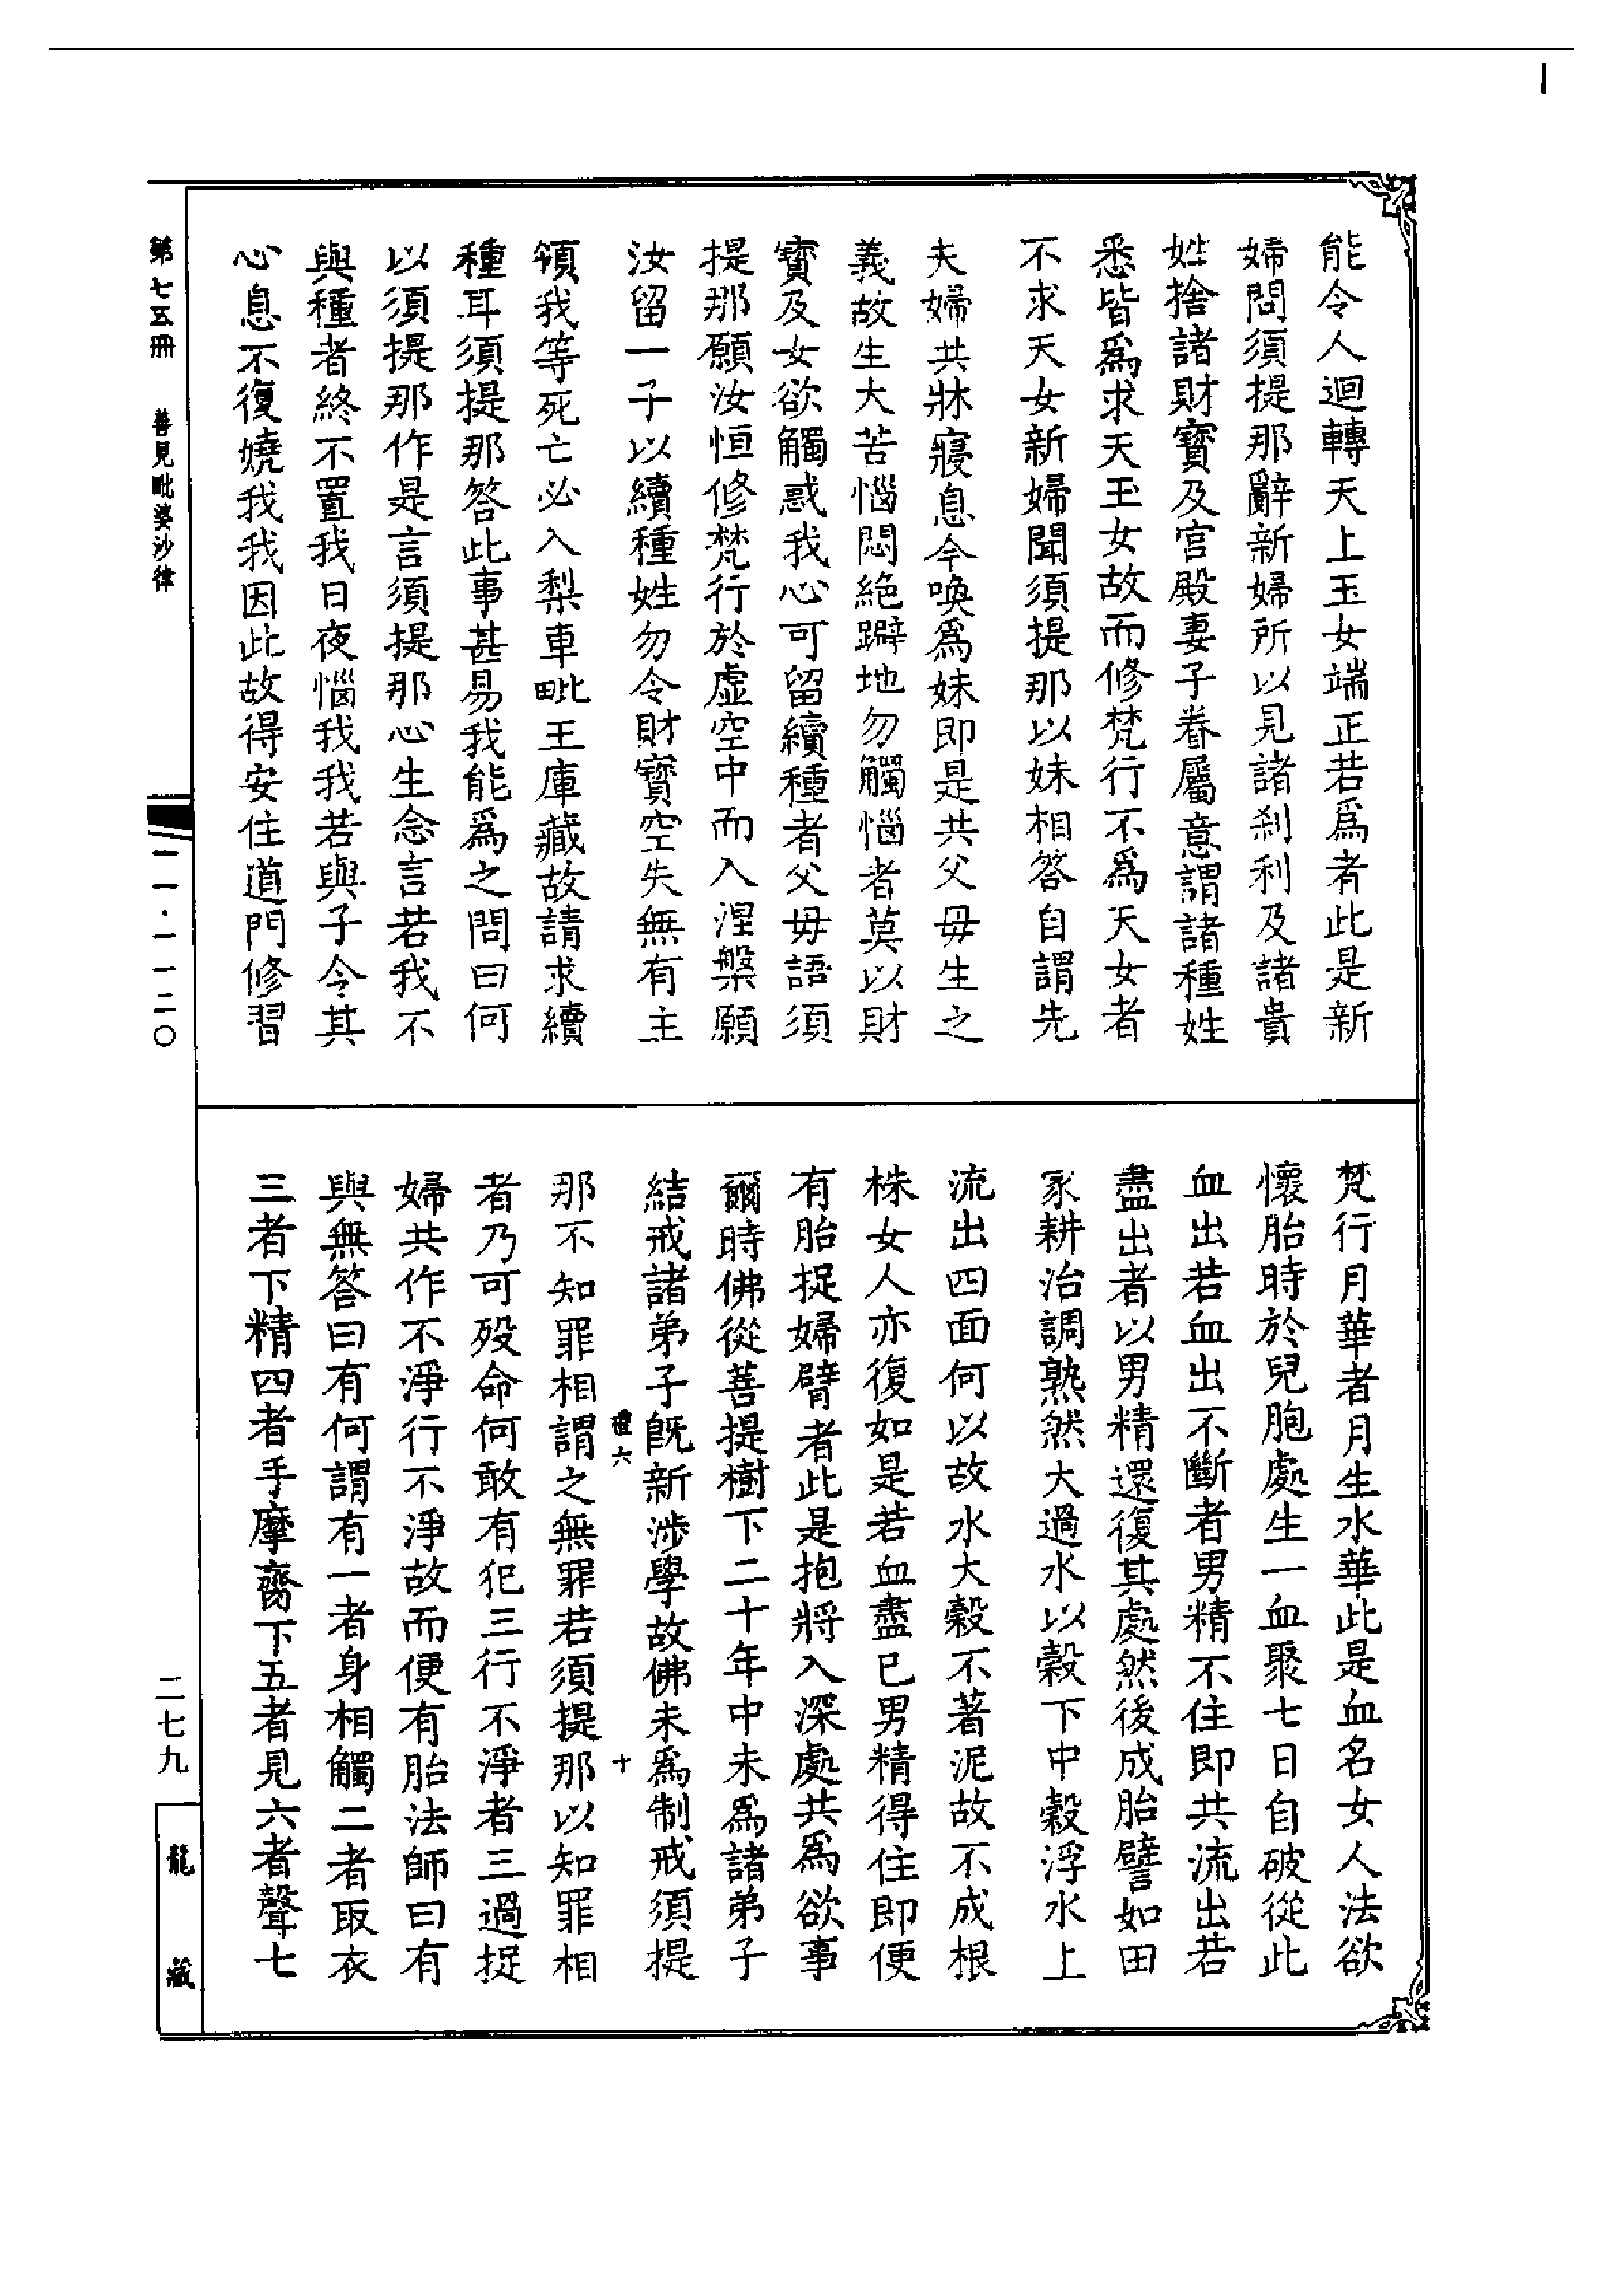 能令人迴轉天上玉女端正若爲者此是新
婦問須提那辭新婦所以見諸刹利及諸貴
姓捨諸財寳及宫殿妻子眷屬意謂諸種姓
悉皆爲求天玉女故而修梵行不爲天女者
不求天女新婦聞須提那以妹相答自謂先
夫婦共牀寢息今喚爲妹即是共父毋生之
義故生大苦惱悶絶躃地勿觸惱者莫以財
寳及女欲觸惑我心可留續種者父毋語須
提那願汝恒修梵行於虛空中而入涅槃願
汝留一子以續種姓勿令財寳空失無有主
領我等死亡必入梨車毗王庫藏故請求續
種耳須提那答此事甚易我能爲之問曰何
以須提那作是言須提那心生念言若我不
與種者終不置我日夜惱我我若與子令其
心息不復嬈我我因此故得安住道門修習
梵行月華者月生水華此是血名女人法欲
懷胎時於兒胞處生一血聚七日自破從此
血出若血出不斷者男精不住即共流出若
盡出者以男精還復其處然後成胎譬如田
家耕治調熟然大過水以穀下中穀浮水上
流出四面何以故水大穀不著泥故不成根
株女人亦復如是若血盡已男精得住即便
有胎捉婦臂者此是抱將入深處共爲欲事
爾時佛從菩提樹下二十年中未爲諸弟子
結戒諸弟子旣新涉學故佛未爲制戒須提
禮六 十
那不知罪相謂之無罪若須提那以知罪相
者乃可殁命何敢有犯三行不淨者三過捉
婦共作不淨行不淨故而便有胎法師曰有
與無答曰有何謂有一者身相觸二者取衣
三者下精四者手摩齎下五者見六者聲七
第七五冊 善見毗婆沙律
一一·一一二〇
二七九
龍藏